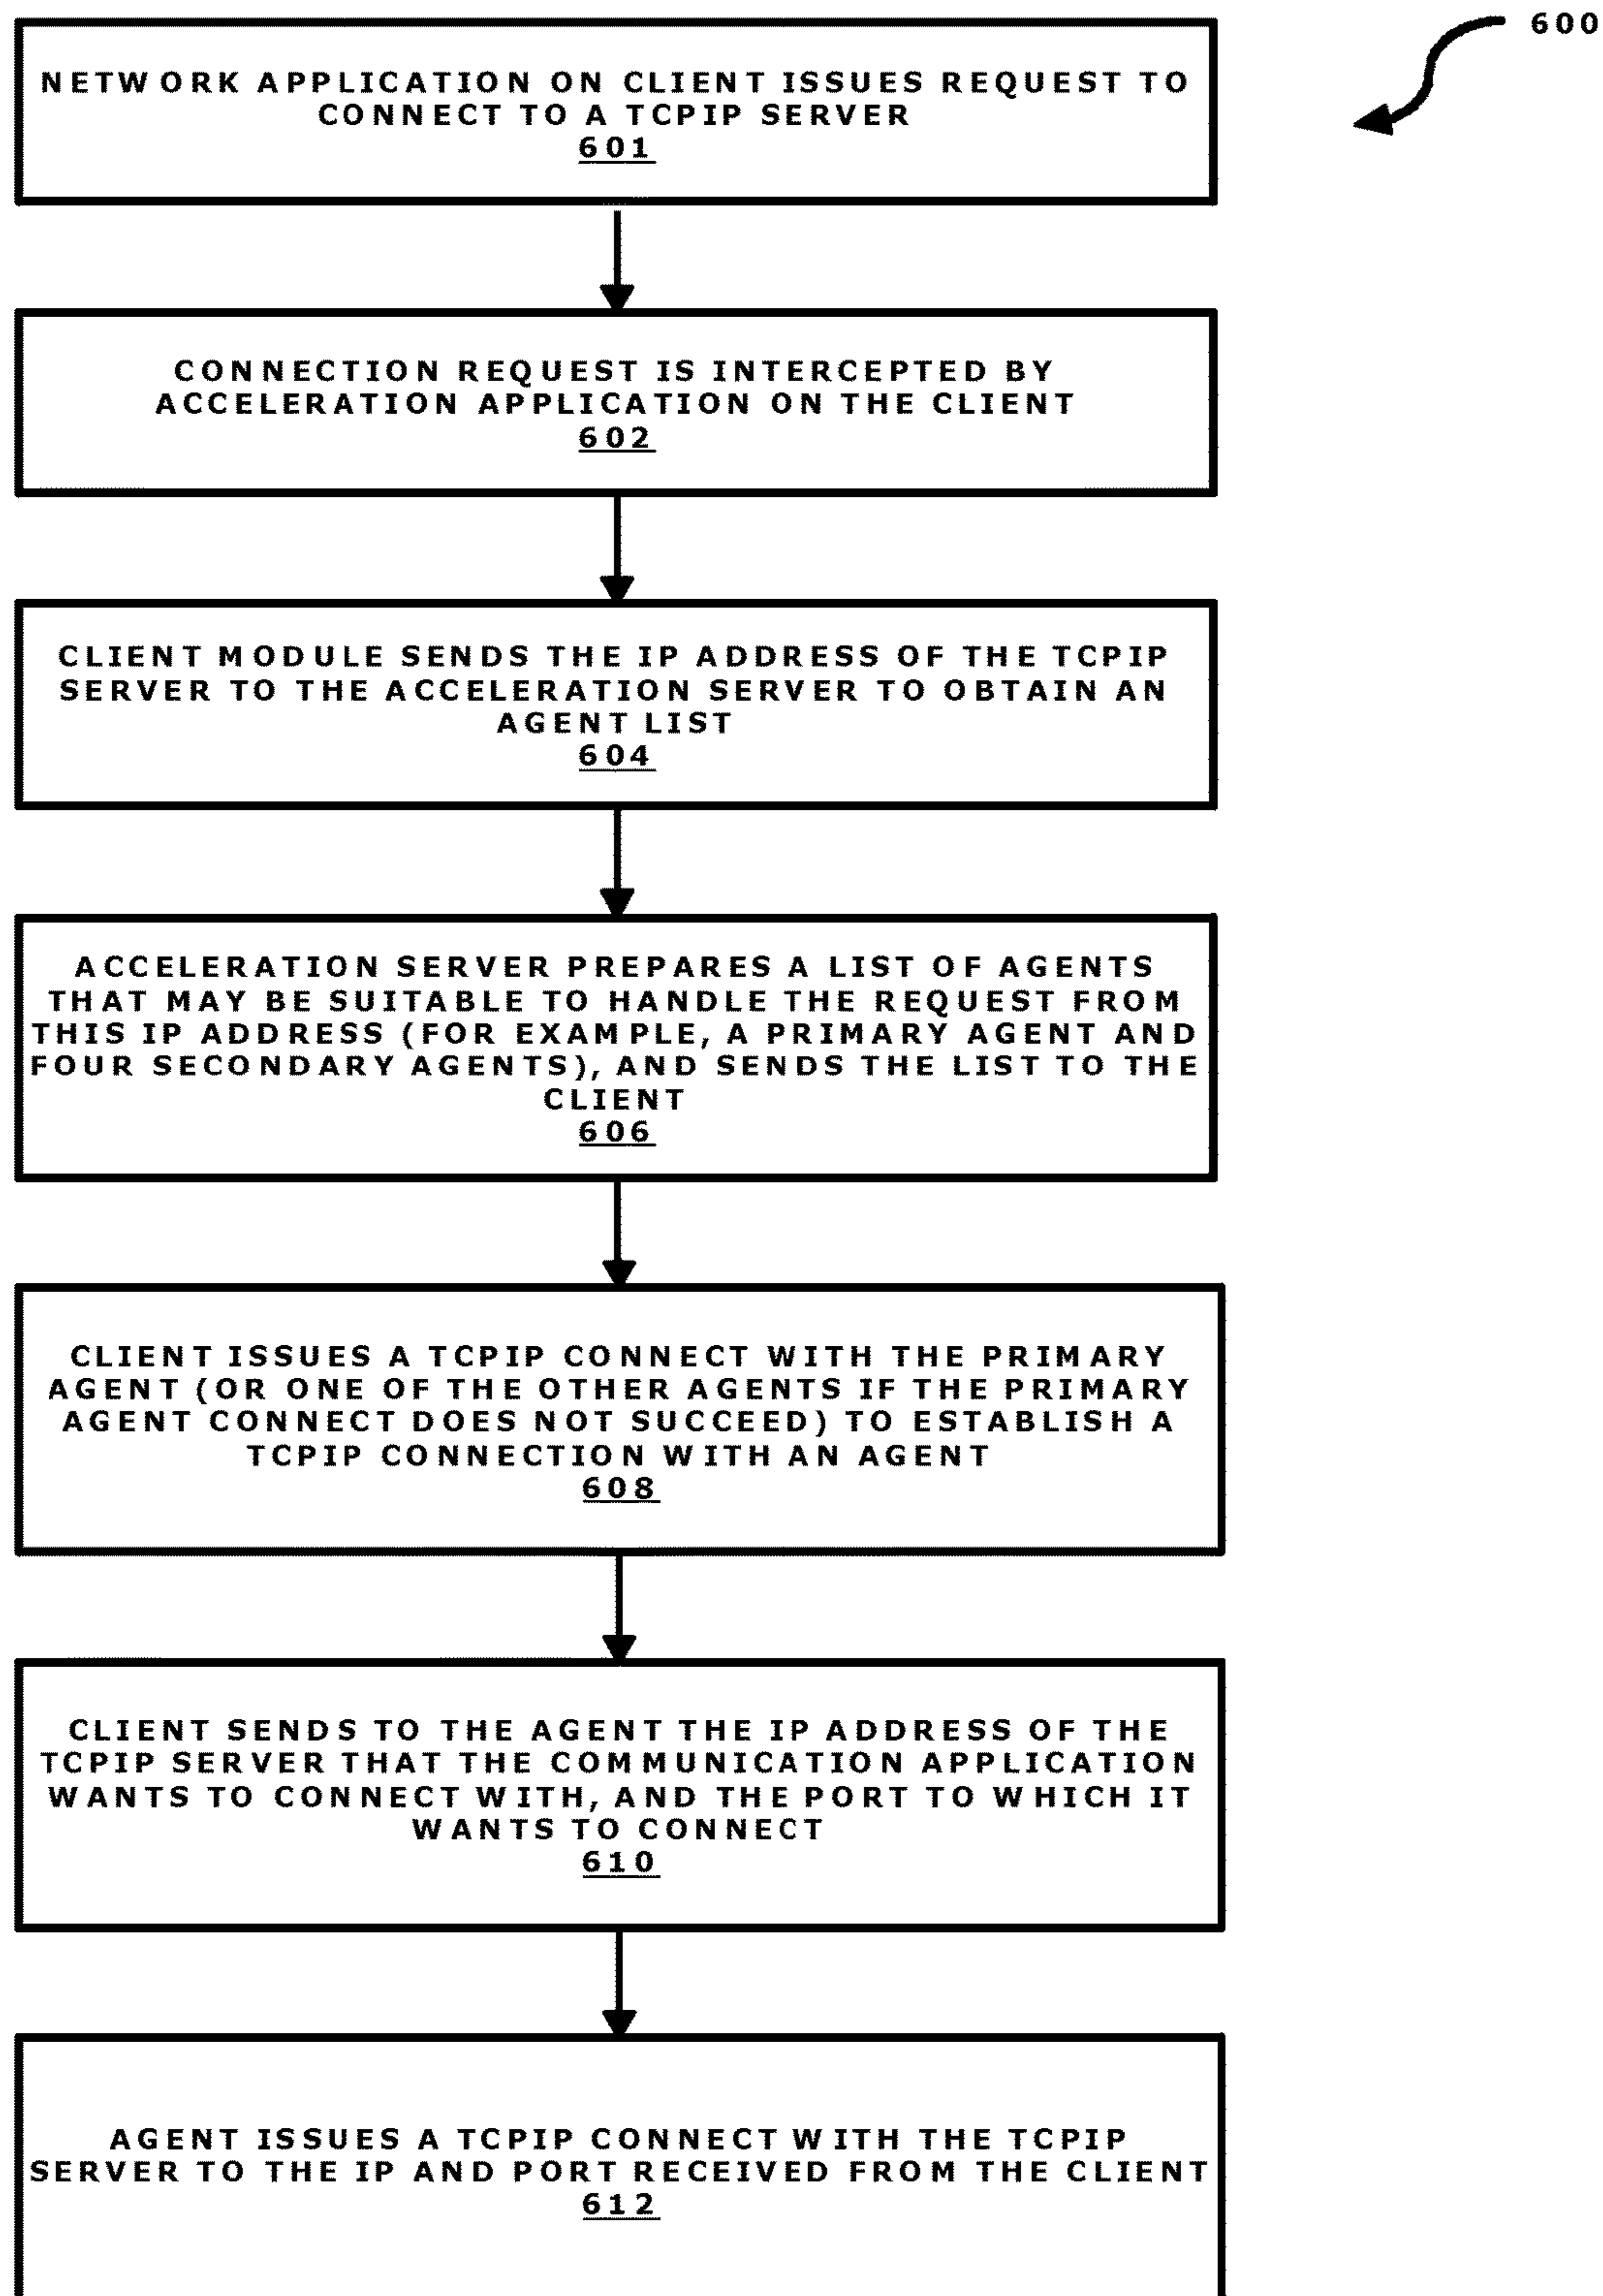 600
NETWORK APPLICATION ON CLIENT ISSUES REQUEST TO
CONNECT TO A TCPIP SERVER
601
CONNECTION REQUEST IS INTERCEPTED BY
ACCELERATION APPLICATION ON THE CLIENT
602
CLIENT MODULE SENDS THE IP ADDRESS OF THE TCPIP
SERVER TO THE ACCELERATION SERVER TO OBTAIN AN
AGENT LIST
604
ACCELERATION SERVER PREPARES A LIST OF AGENTS
THAT MAY BE SUITABLE TO HANDLE THE REQUEST FROM
THIS IP ADDRESS (FOR EXAMPLE, A PRIMARY AGENT AND
FOUR SECONDARY AGENTS), AND SENDS THE LIST TO THE
CLIENT
606
CLIENT ISSUES A TCPIP CONNECT WITH THE PRIMARY
AGENT (OR ONE OF THE OTHER AGENTS IF THE PRIMARY
AGENT CONNECT DOES NOT SUCCEED) TO ESTABLISH A
TCPIP CONNECTION WITH AN AGENT
608
CLIENT SENDS TO THE AGENT THE IP ADDRESS OF THE
TCPIP SERVER THAT THE COMMUNICATION APPLICATION
WANTS TO CONNECT WITH, AND THE PORT TO WHICH IT
WANTS TO CONNECT
610
AGENT ISSUES A TCPIP CONNECT WITH THE TCPIP
SERVER TO THE IP AND PORT RECEIVED FROM THE CLIENT
612